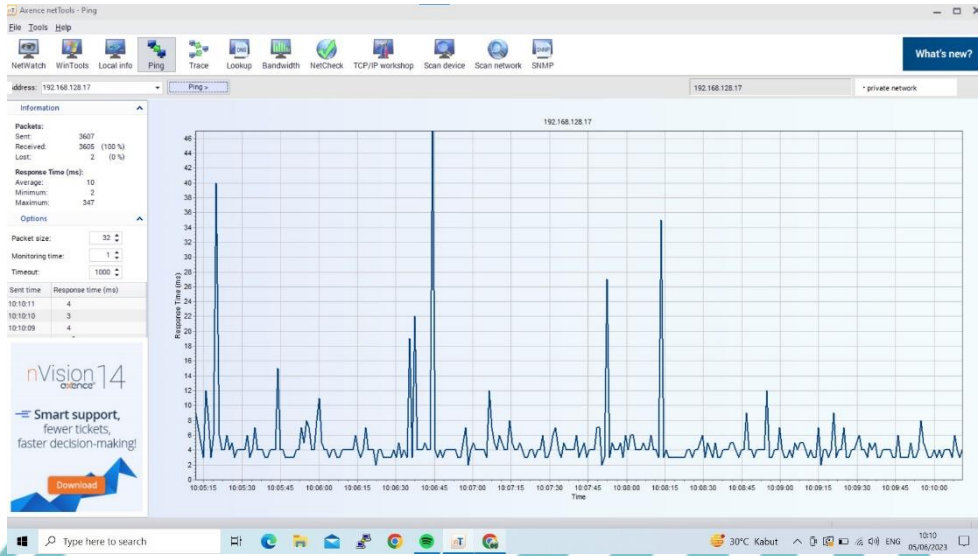 Axence netTools - Ping
File Tools Help
NetWatch WinTools Local info Ping Trace Lookup Bandwidth NetCheck TCP/IP workshop Scan device Scan network SNMP
What's new?
Address: 192.168.128.17 Ping » 192.168.128.17 - private network
Information
Packets:
Sent: 3607
Received: 3605 (100 %)
Lost: 2 (0 %)
Response Time (ms):
Average: 10
Minimum: 2
Maximum: 347
Options
Packet size: 32
Monitoring time: 1
Timeout: 1000
Sent time Response time (ms)
10:10:11 4
10:10:10 3
10:10:09 4
nVision 14
axence
Smart support,
fewer tickets,
faster decision-making!
Download
192.168.128.17
46
44
42
40
38
36
34
32
30
28
26
24
22
20
18
16
14
12
10
8
6
4
2
0
Response Time (ms)
10:05:15 10:05:30 10:05:45 10:06:00 10:06:15 10:06:30 10:06:45 10:07:00 10:07:15 10:07:30 10:07:45 10:08:00 10:08:15 10:08:30 10:08:45 10:09:00 10:09:15 10:09:30 10:09:45 10:10:00
Time
Type here to search
30°C Kabut ENG 10:10
05/08/2023